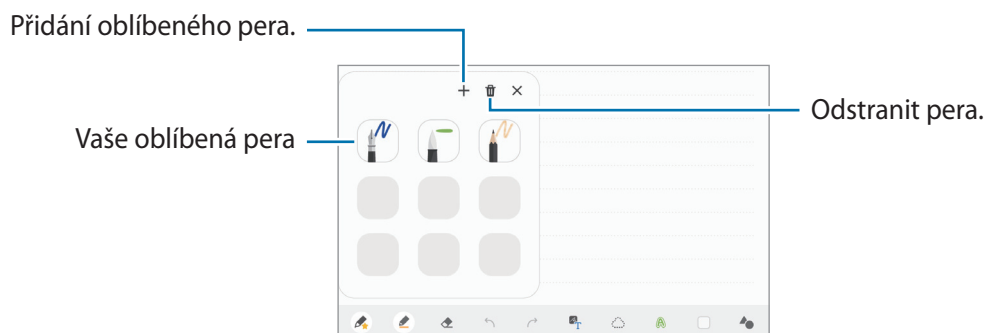 Přidání oblíbeného pera.
Odstranit pera.
Vaše oblíbená pera